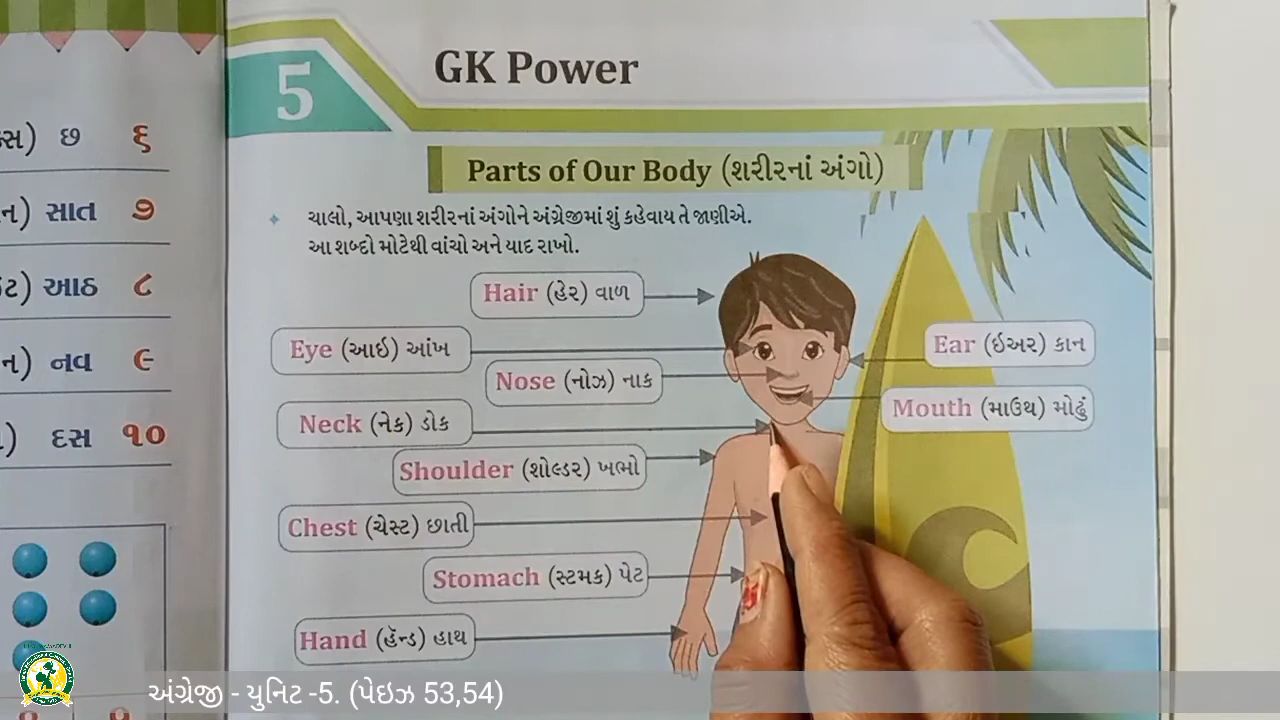 સ) છ ૬
ન) સાત ૭
ટ) આઠ ૮
ન) નવ ૯
) દસ ૧૦
5
GK Power
Parts of Our Body (શરીરનાં અંગો)
ચાલો, આપણા શરીરનાં અંગોને અંગ્રેજીમાં શું કહેવાય તે જાણીએ.
આ શબ્દો મોટેથી વાંચો અને યાદ રાખો.
Hair (હેર) વાળ
Eye (આઇ) આંખ
Ear (ઈઅર) કાન
Nose (નોઝ) નાક
Mouth (માઉથ) મોઢું
Neck (નેક) ડોક
Shoulder (શોલ્ડર) ખભો
Chest (ચેસ્ટ) છાતી
Stomach (સ્ટમક) પેટ
Hand (હૅન્ડ) હાથ
અંગ્રેજી - યુનિટ -5. (પેઇઝ 53,54)